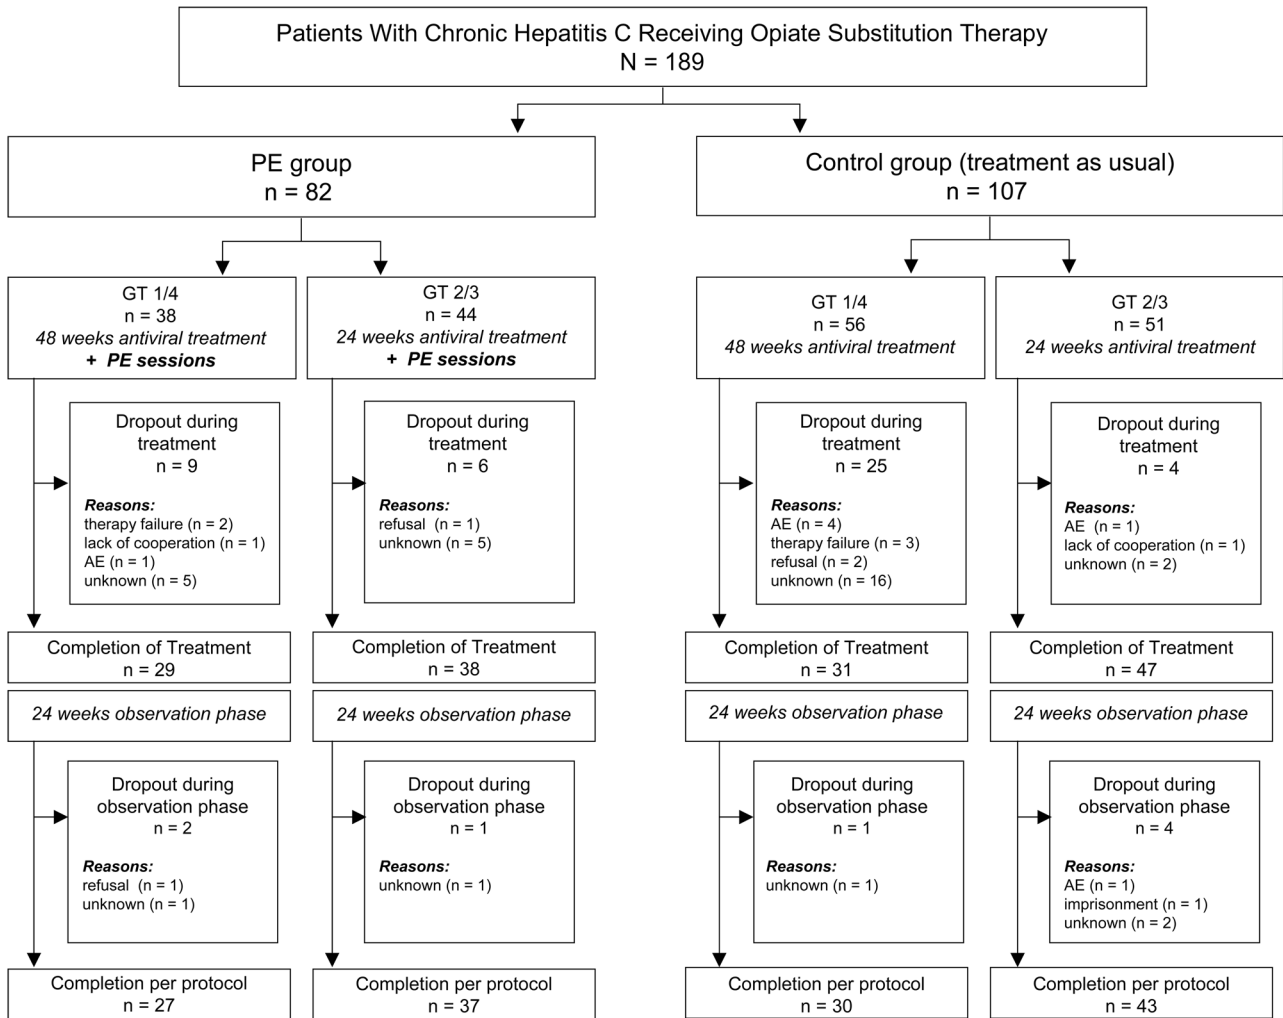 Patients With Chronic Hepatitis C Receiving Opiate Substitution Therapy
N = 189
PE group
n = 82
Control group (treatment as usual)
n = 107
GT 1/4
n = 38
48 weeks antiviral treatment
+ PE sessions
GT 2/3
n = 44
24 weeks antiviral treatment
+ PE sessions
GT 1/4
n = 56
48 weeks antiviral treatment
GT 2/3
n = 51
24 weeks antiviral treatment
Dropout during
treatment
n = 9
Reasons:
therapy failure (n = 2)
lack of cooperation (n = 1)
AE (n = 1)
unknown (n = 5)
Dropout during
treatment
n = 6
Reasons:
refusal (n = 1)
unknown (n = 5)
Dropout during
treatment
n = 25
Reasons:
AE (n = 4)
therapy failure (n = 3)
refusal (n = 2)
unknown (n = 16)
Dropout during
treatment
n = 4
Reasons:
AE (n = 1)
lack of cooperation (n = 1)
unknown (n = 2)
Completion of Treatment
n = 29
Completion of Treatment
n = 38
Completion of Treatment
n = 31
Completion of Treatment
n = 47
24 weeks observation phase
24 weeks observation phase
24 weeks observation phase
24 weeks observation phase
Dropout during
observation phase
n = 2
Reasons:
refusal (n = 1)
unknown (n = 1)
Dropout during
observation phase
n = 1
Reasons:
unknown (n = 1)
Dropout during
observation phase
n = 1
Reasons:
unknown (n = 1)
Dropout during
observation phase
n = 4
Reasons:
AE (n = 1)
imprisonment (n = 1)
unknown (n = 2)
Completion per protocol
n = 27
Completion per protocol
n = 37
Completion per protocol
n = 30
Completion per protocol
n = 43